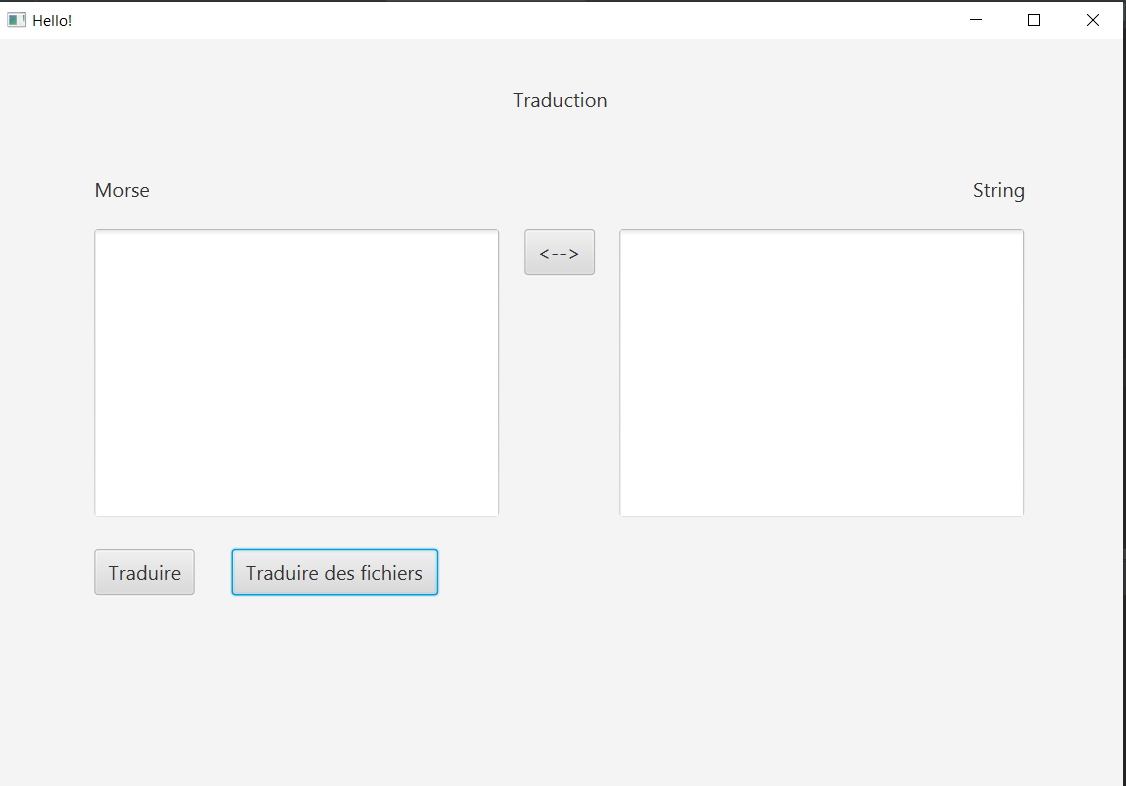 Hello!
Traduction
Morse
String
<-->
Traduire
Traduire des fichiers